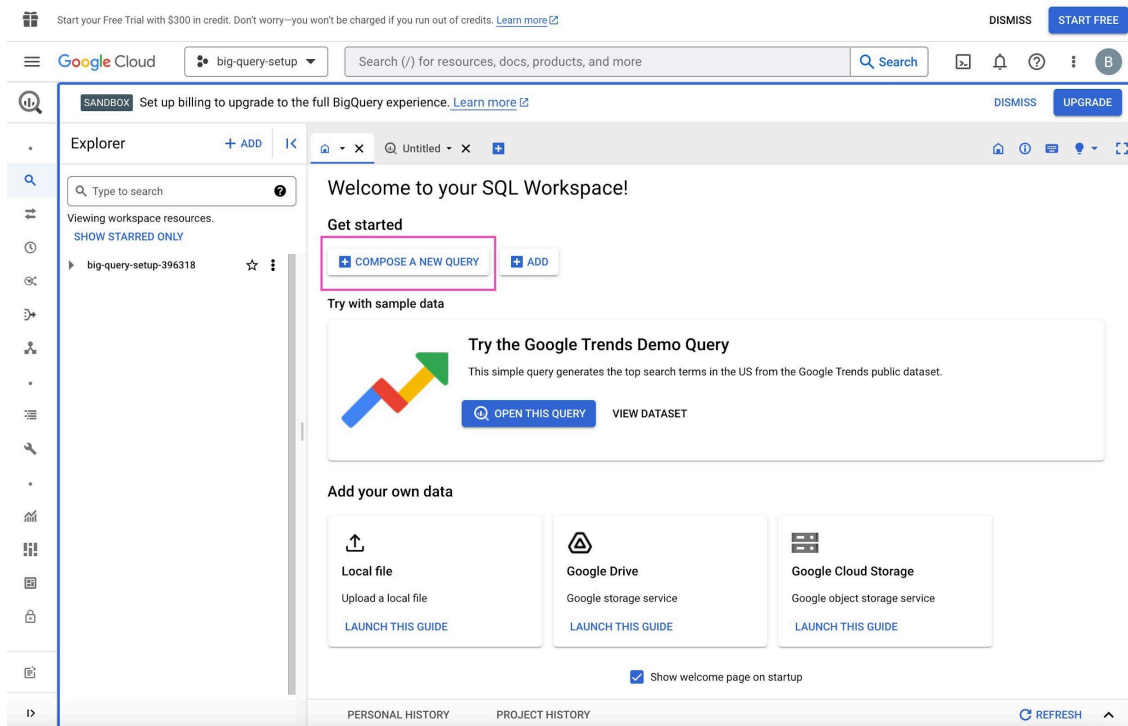 Start your Free Trial with $300 in credit. Don't worry—you won't be charged if you run out of credits. Learn more
DISMISS
START FREE
Google Cloud
big-query-setup
Search (/) for resources, docs, products, and more
Search
B
SANDBOX Set up billing to upgrade to the full BigQuery experience. Learn more
DISMISS
UPGRADE
Explorer
+ ADD
Untitled
Type to search
Viewing workspace resources.
SHOW STARRED ONLY
big-query-setup-396318
Welcome to your SQL Workspace!
Get started
COMPOSE A NEW QUERY
ADD
Try with sample data
Try the Google Trends Demo Query
This simple query generates the top search terms in the US from the Google Trends public dataset.
OPEN THIS QUERY
VIEW DATASET
Add your own data
Local file
Upload a local file
LAUNCH THIS GUIDE
Google Drive
Google storage service
LAUNCH THIS GUIDE
Google Cloud Storage
Google object storage service
LAUNCH THIS GUIDE
Show welcome page on startup
PERSONAL HISTORY
PROJECT HISTORY
REFRESH